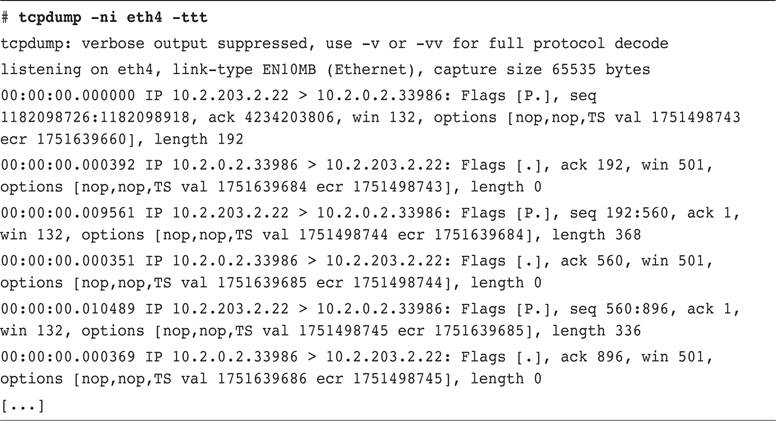 # tcpdump -ni eth4 -ttt
tcpdump: verbose output suppressed, use -v or -vv for full protocol decode
listening on eth4, link-type EN10MB (Ethernet), capture size 65535 bytes
00:00:00.000000 IP 10.2.203.2.22 > 10.2.0.2.33986: Flags [P.], seq
1182098726:1182098918, ack 4234203806, win 132, options [nop,nop,TS val 1751498743
ecr 1751639660], length 192
00:00:00.000392 IP 10.2.0.2.33986 > 10.2.203.2.22: Flags [.], ack 192, win 501,
options [nop,nop,TS val 1751639684 ecr 1751498743], length 0
00:00:00.009561 IP 10.2.203.2.22 > 10.2.0.2.33986: Flags [P.], seq 192:560, ack 1,
win 132, options [nop,nop,TS val 1751498744 ecr 1751639684], length 368
00:00:00.000351 IP 10.2.0.2.33986 > 10.2.203.2.22: Flags [.], ack 560, win 501,
options [nop,nop,TS val 1751639685 ecr 1751498744], length 0
00:00:00.010489 IP 10.2.203.2.22 > 10.2.0.2.33986: Flags [P.], seq 560:896, ack 1,
win 132, options [nop,nop,TS val 1751498745 ecr 1751639685], length 336
00:00:00.000369 IP 10.2.0.2.33986 > 10.2.203.2.22: Flags [.], ack 896, win 501,
options [nop,nop,TS val 1751639686 ecr 1751498745], length 0
[...]